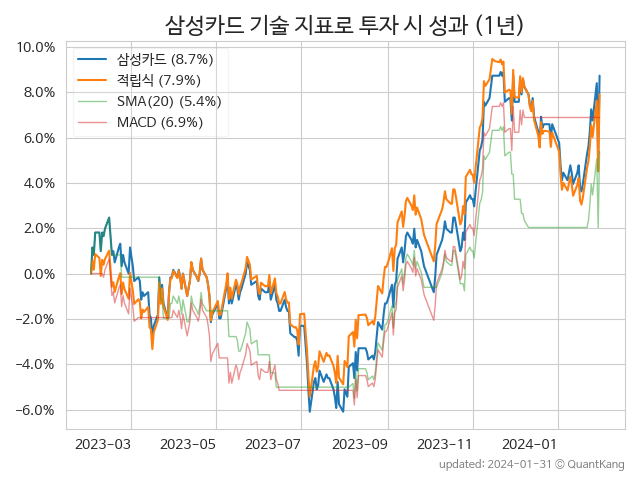 삼성카드 기술 지표로 투자 시 성과 (1년)
삼성카드 (8.7%)
적립식 (7.9%)
SMA(20) (5.4%)
MACD (6.9%)
10.0%
8.0%
6.0%
4.0%
2.0%
0.0%
−2.0%
−4.0%
−6.0%
2023-03 2023-05 2023-07 2023-09 2023-11 2024-01
updated: 2024-01-31 © QuantKang